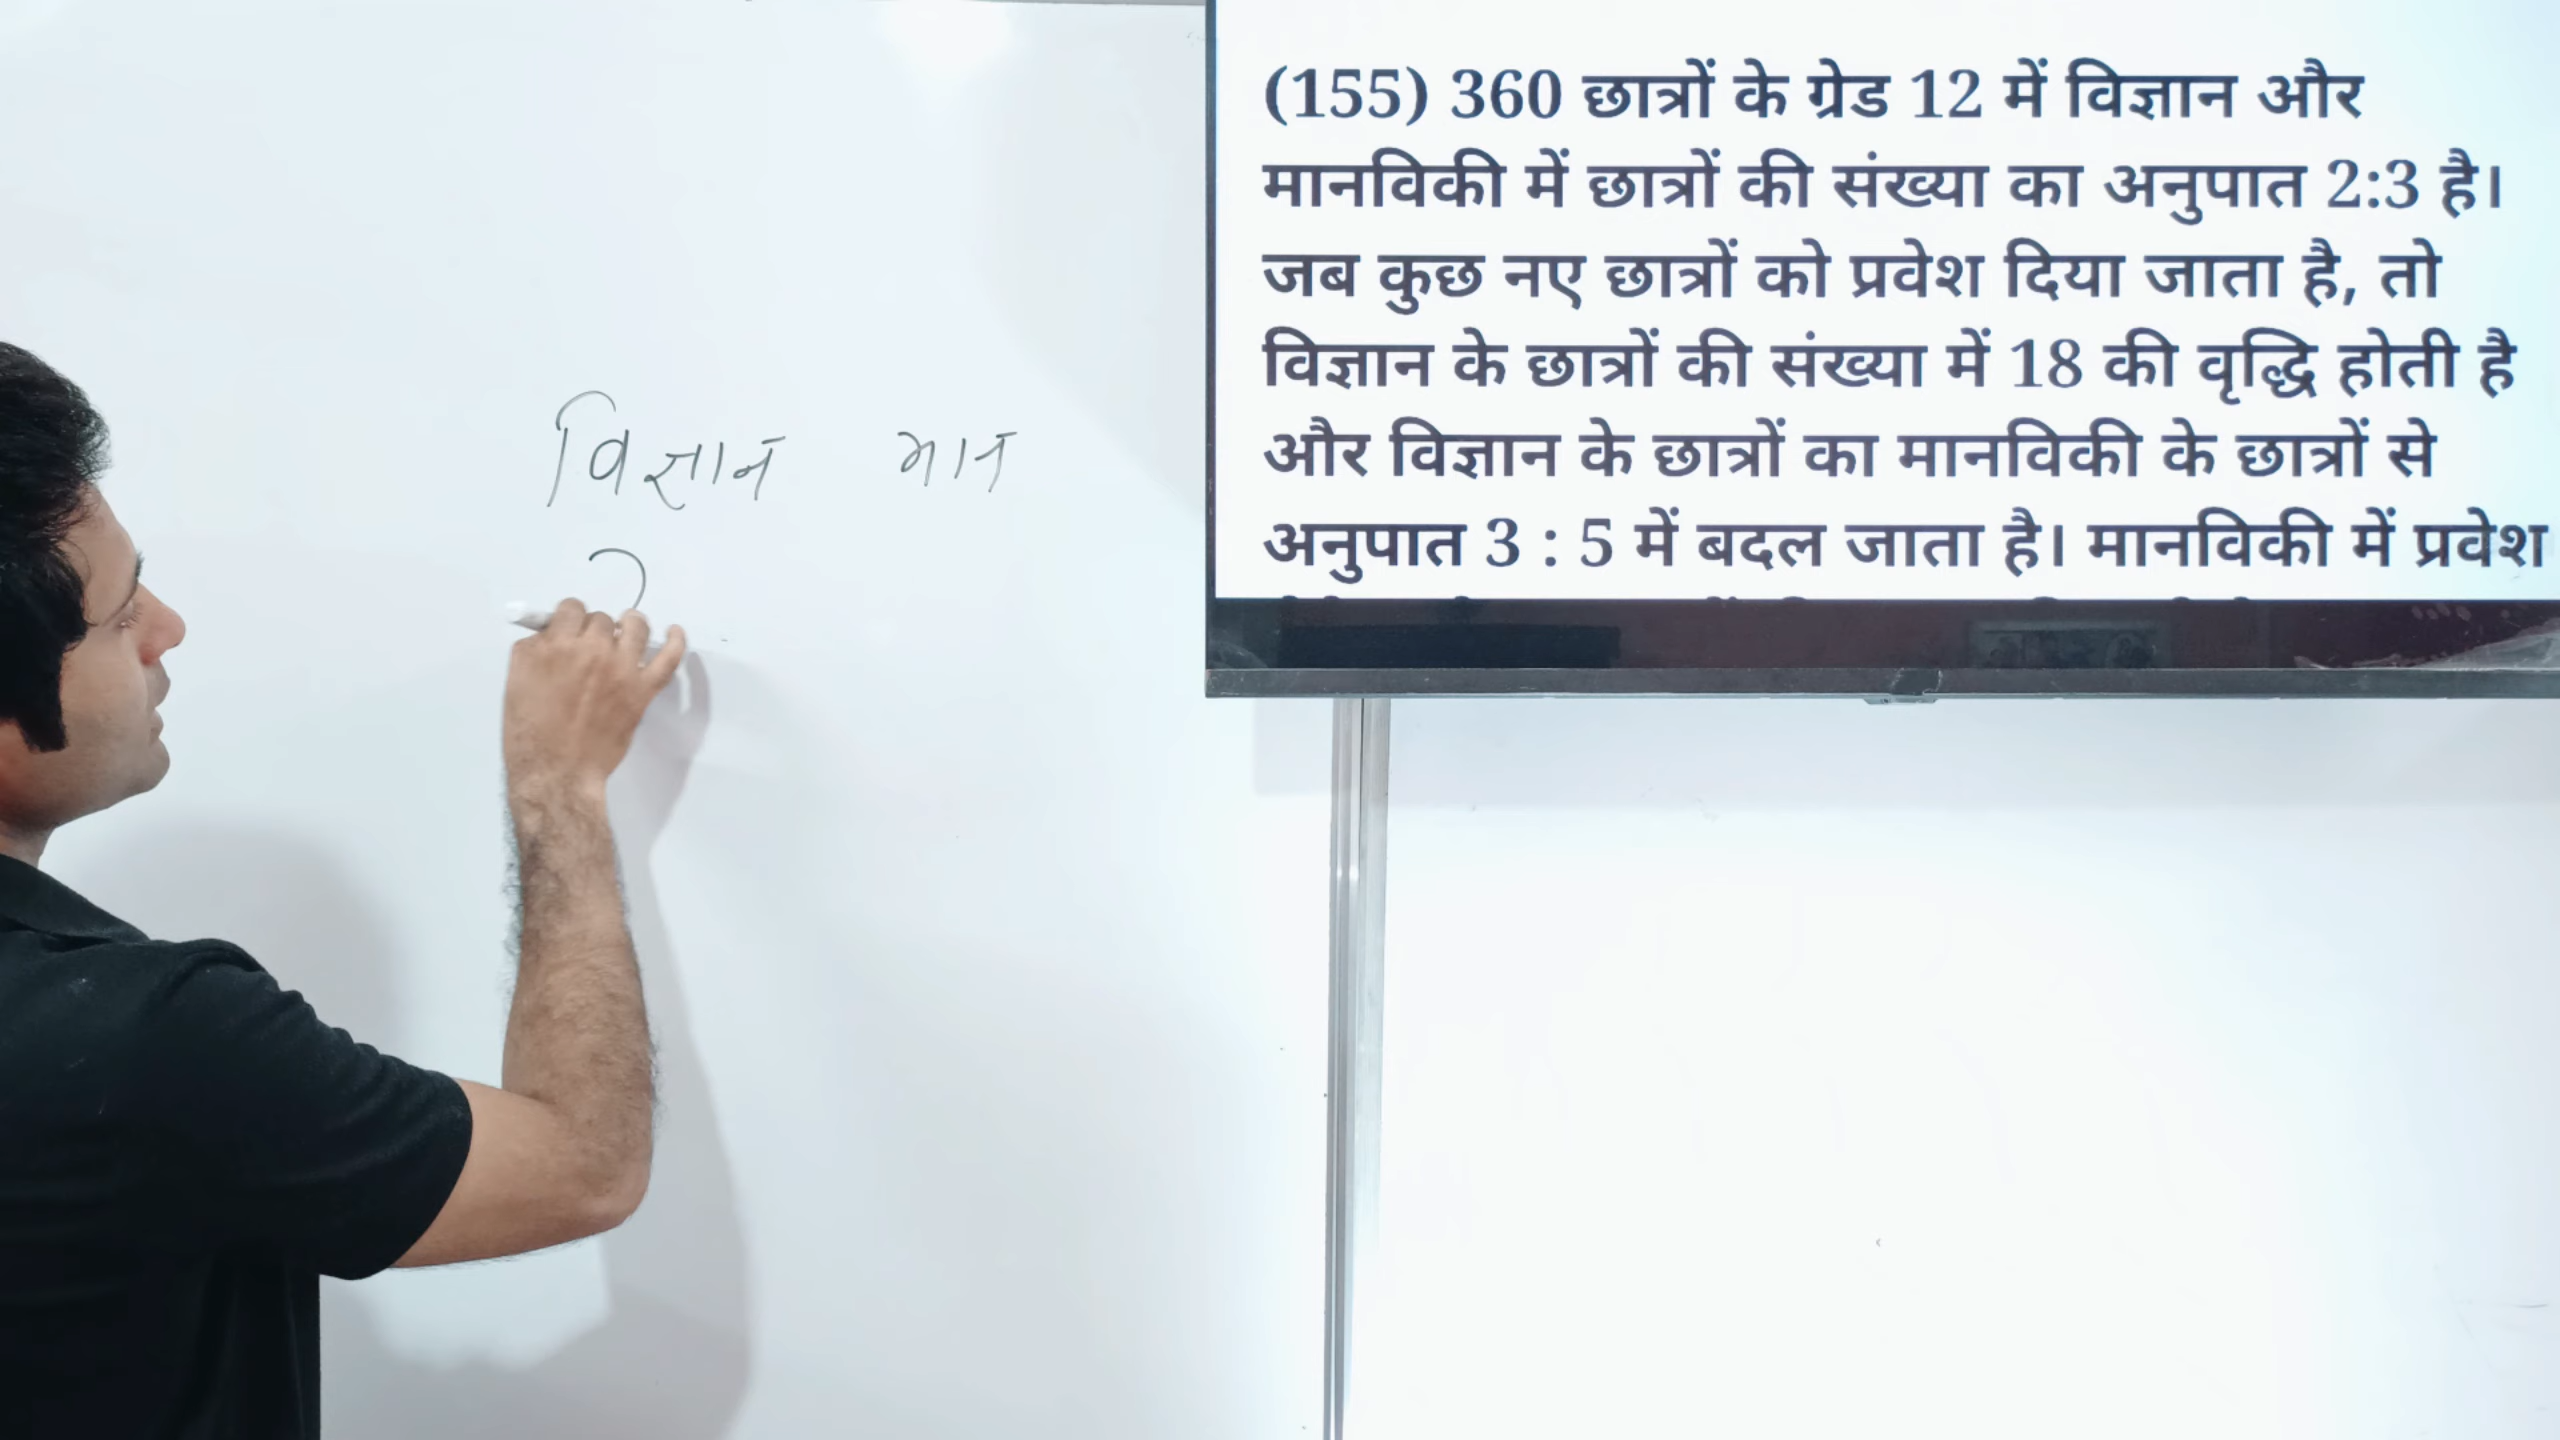 विज्ञान मान
2
(155) 360 छात्रों के ग्रेड 12 में विज्ञान और
मानविकी में छात्रों की संख्या का अनुपात 2:3 है।
जब कुछ नए छात्रों को प्रवेश दिया जाता है, तो
विज्ञान के छात्रों की संख्या में 18 की वृद्धि होती है
और विज्ञान के छात्रों का मानविकी के छात्रों से
अनुपात 3 : 5 में बदल जाता है। मानविकी में प्रवेश